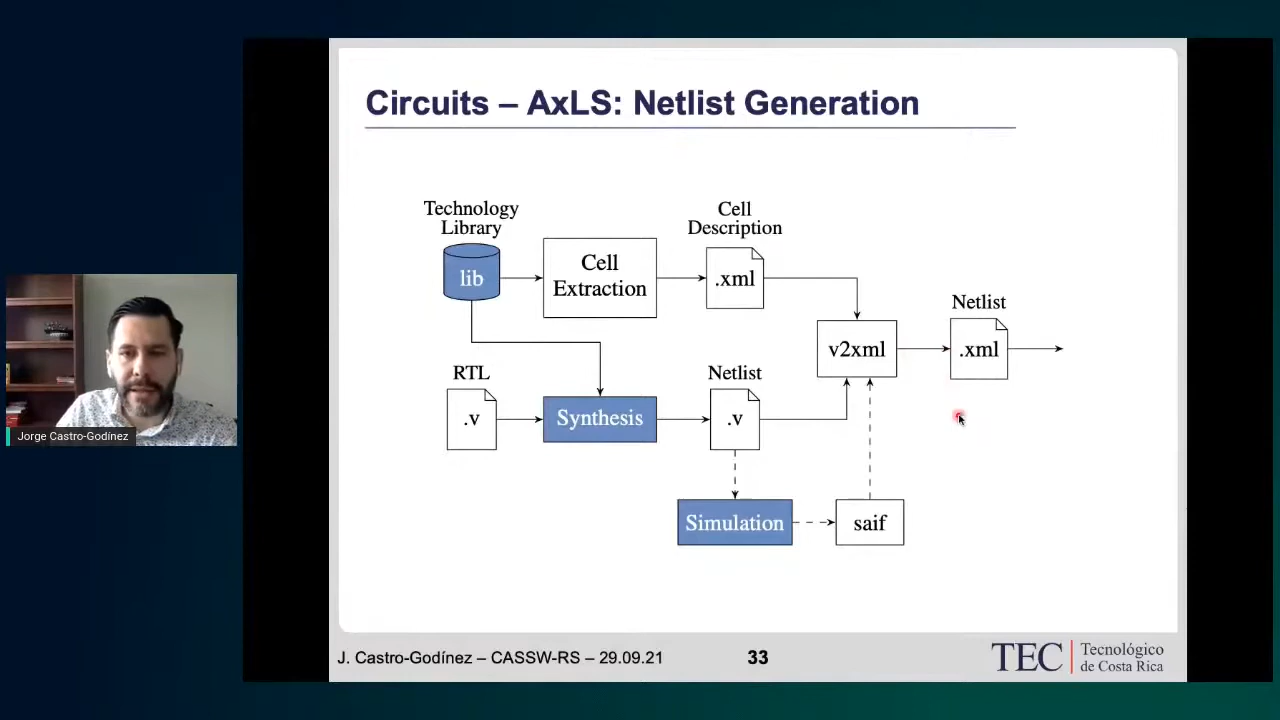 Circuits – AxLS: Netlist Generation
Technology
Library
Cell
Description
lib
Cell
Extraction
.xml
Netlist
v2xml
.xml
RTL
Netlist
.v
Synthesis
.v
Simulation
saif
Jorge Castro-Godínez
J. Castro-Godínez – CASSW-RS – 29.09.21
33
TEC
Tecnológico
de Costa Rica